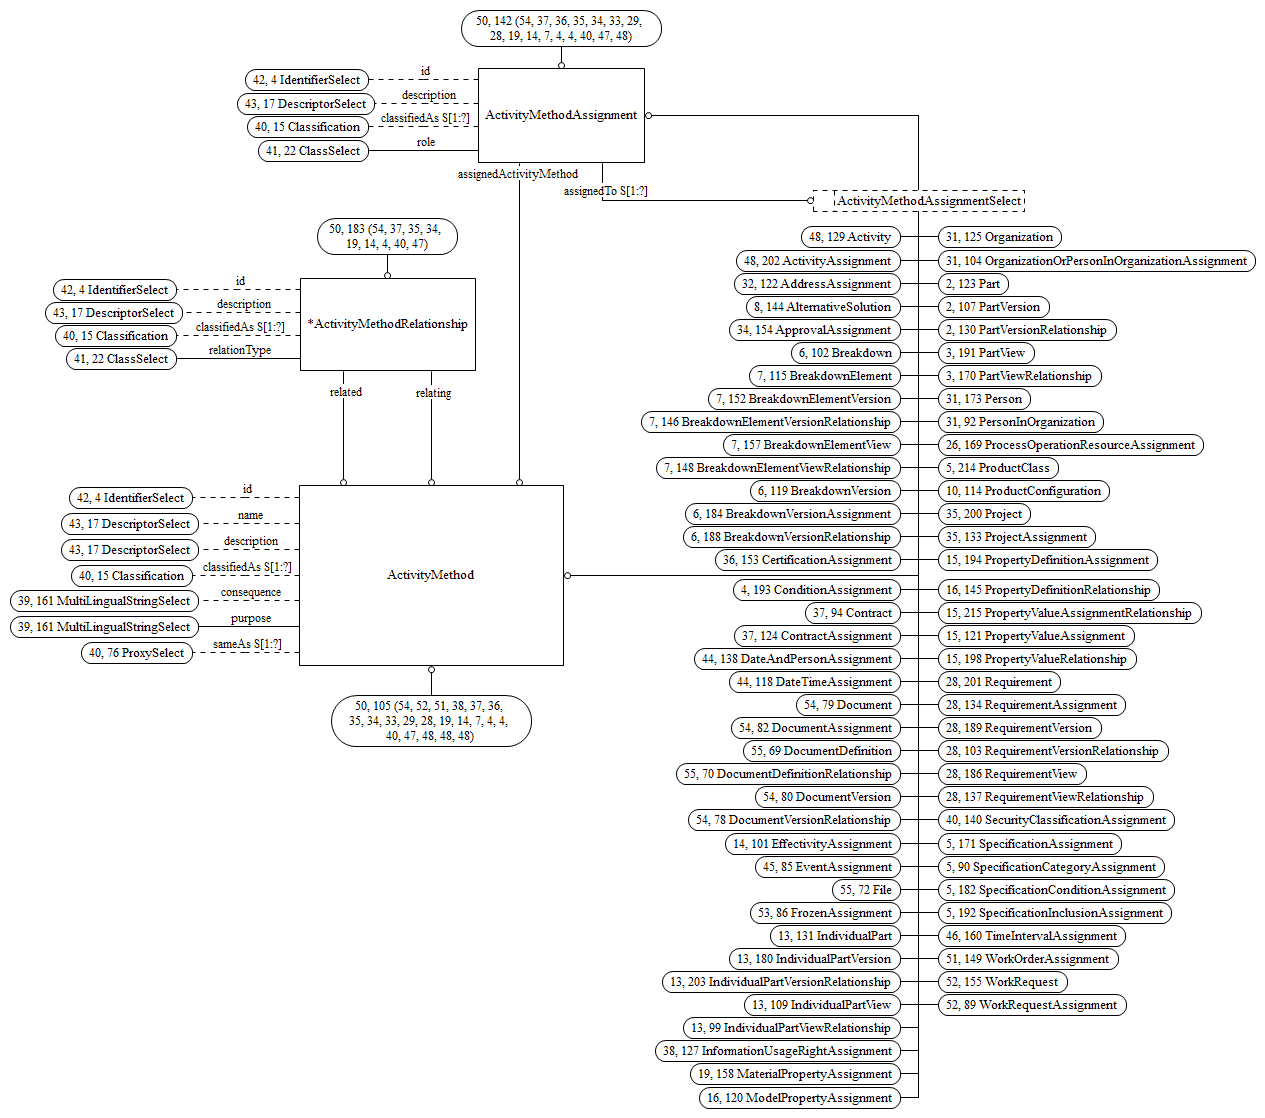 50, 142 (54, 37, 36, 35, 34, 33, 29,
28, 19, 14, 7, 4, 4, 40, 47, 48)
42, 4 IdentifierSelect
id
43, 17 DescriptorSelect
description
40, 15 Classification
classifiedAs S[1:?]
41, 22 ClassSelect
role
ActivityMethodAssignment
assignedActivityMethod
assignedTo S[1:?]
ActivityMethodAssignmentSelect
50, 183 (54, 37, 35, 34,
19, 14, 4, 40, 47)
42, 4 IdentifierSelect
id
43, 17 DescriptorSelect
description
40, 15 Classification
classifiedAs S[1:?]
41, 22 ClassSelect
relationType
*ActivityMethodRelationship
related
relating
42, 4 IdentifierSelect
id
43, 17 DescriptorSelect
name
43, 17 DescriptorSelect
description
40, 15 Classification
classifiedAs S[1:?]
39, 161 MultiLingualStringSelect
consequence
39, 161 MultiLingualStringSelect
purpose
40, 76 ProxySelect
sameAs S[1:?]
ActivityMethod
50, 105 (54, 52, 51, 38, 37, 36,
35, 34, 33, 29, 28, 19, 14, 7, 4, 4,
40, 47, 48, 48, 48)
48, 129 Activity
48, 202 ActivityAssignment
32, 122 AddressAssignment
8, 144 AlternativeSolution
34, 154 ApprovalAssignment
6, 102 Breakdown
7, 115 BreakdownElement
7, 152 BreakdownElementVersion
7, 146 BreakdownElementVersionRelationship
7, 157 BreakdownElementView
7, 148 BreakdownElementViewRelationship
6, 119 BreakdownVersion
6, 184 BreakdownVersionAssignment
6, 188 BreakdownVersionRelationship
36, 153 CertificationAssignment
4, 193 ConditionAssignment
37, 94 Contract
37, 124 ContractAssignment
44, 138 DateAndPersonAssignment
44, 118 DateTimeAssignment
54, 79 Document
54, 82 DocumentAssignment
55, 69 DocumentDefinition
55, 70 DocumentDefinitionRelationship
54, 80 DocumentVersion
54, 78 DocumentVersionRelationship
14, 101 EffectivityAssignment
45, 85 EventAssignment
55, 72 File
53, 86 FrozenAssignment
13, 131 IndividualPart
13, 180 IndividualPartVersion
13, 203 IndividualPartVersionRelationship
13, 109 IndividualPartView
13, 99 IndividualPartViewRelationship
38, 127 InformationUsageRightAssignment
19, 158 MaterialPropertyAssignment
16, 120 ModelPropertyAssignment
31, 125 Organization
31, 104 OrganizationOrPersonInOrganizationAssignment
2, 123 Part
2, 107 PartVersion
2, 130 PartVersionRelationship
3, 191 PartView
3, 170 PartViewRelationship
31, 173 Person
31, 92 PersonInOrganization
26, 169 ProcessOperationResourceAssignment
5, 214 ProductClass
10, 114 ProductConfiguration
35, 200 Project
35, 133 ProjectAssignment
15, 194 PropertyDefinitionAssignment
16, 145 PropertyDefinitionRelationship
15, 215 PropertyValueAssignmentRelationship
15, 121 PropertyValueAssignment
15, 198 PropertyValueRelationship
28, 201 Requirement
28, 134 RequirementAssignment
28, 189 RequirementVersion
28, 103 RequirementVersionRelationship
28, 186 RequirementView
28, 137 RequirementViewRelationship
40, 140 SecurityClassificationAssignment
5, 171 SpecificationAssignment
5, 90 SpecificationCategoryAssignment
5, 182 SpecificationConditionAssignment
5, 192 SpecificationInclusionAssignment
46, 160 TimeIntervalAssignment
51, 149 WorkOrderAssignment
52, 155 WorkRequest
52, 89 WorkRequestAssignment